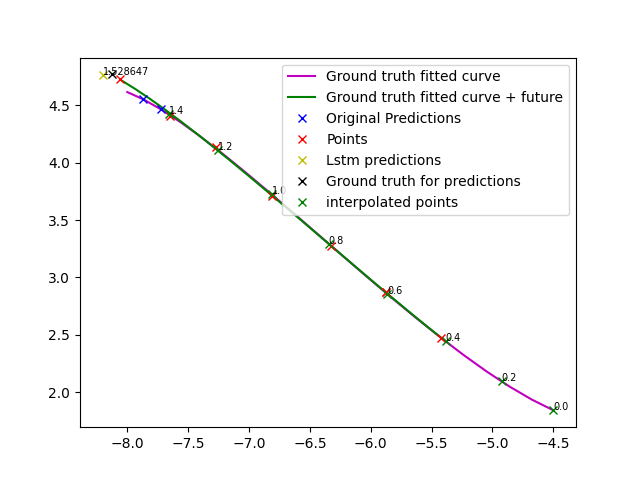 Ground truth fitted curve
Ground truth fitted curve + future
Original Predictions
Points
Lstm predictions
Ground truth for predictions
interpolated points
1.4
1.2
1.0
0.8
0.6
0.4
0.2
0.0
4.5
4.0
3.5
3.0
2.5
2.0
−8.0 −7.5 −7.0 −6.5 −6.0 −5.5 −5.0 −4.5